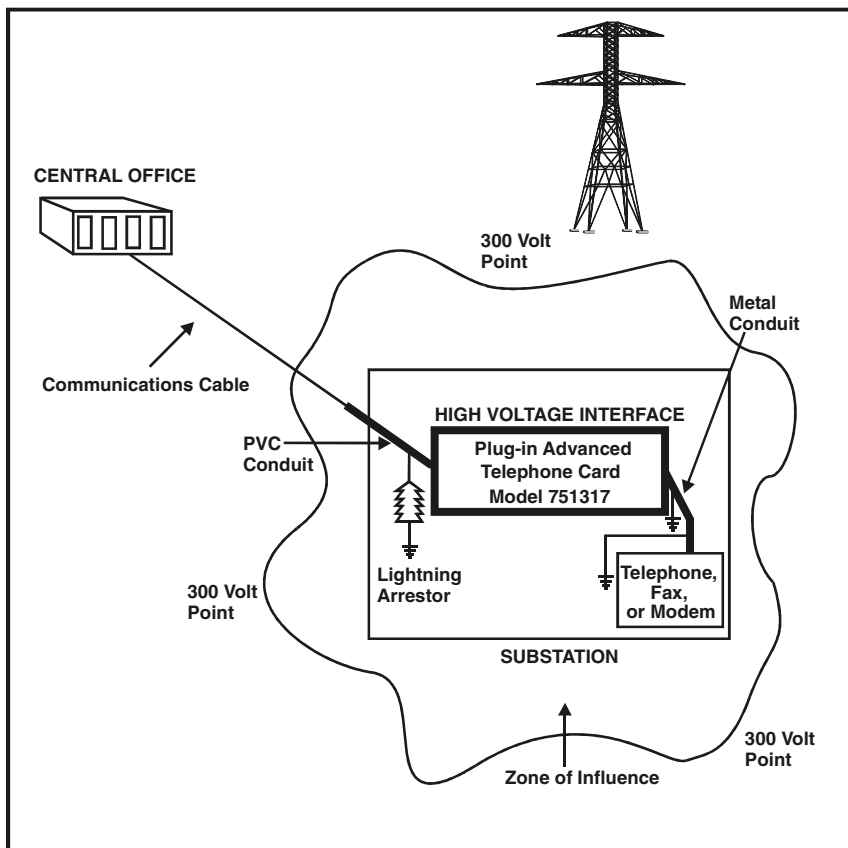 CENTRAL OFFICE
300 Volt
Point
Metal
Conduit
Communications Cable
HIGH VOLTAGE INTERFACE
PVC
Conduit
Plug-in Advanced
Telephone Card
Model 751317
Lightning
Arrestor
Telephone,
Fax,
or Modem
300 Volt
Point
SUBSTATION
300 Volt
Point
Zone of Influence